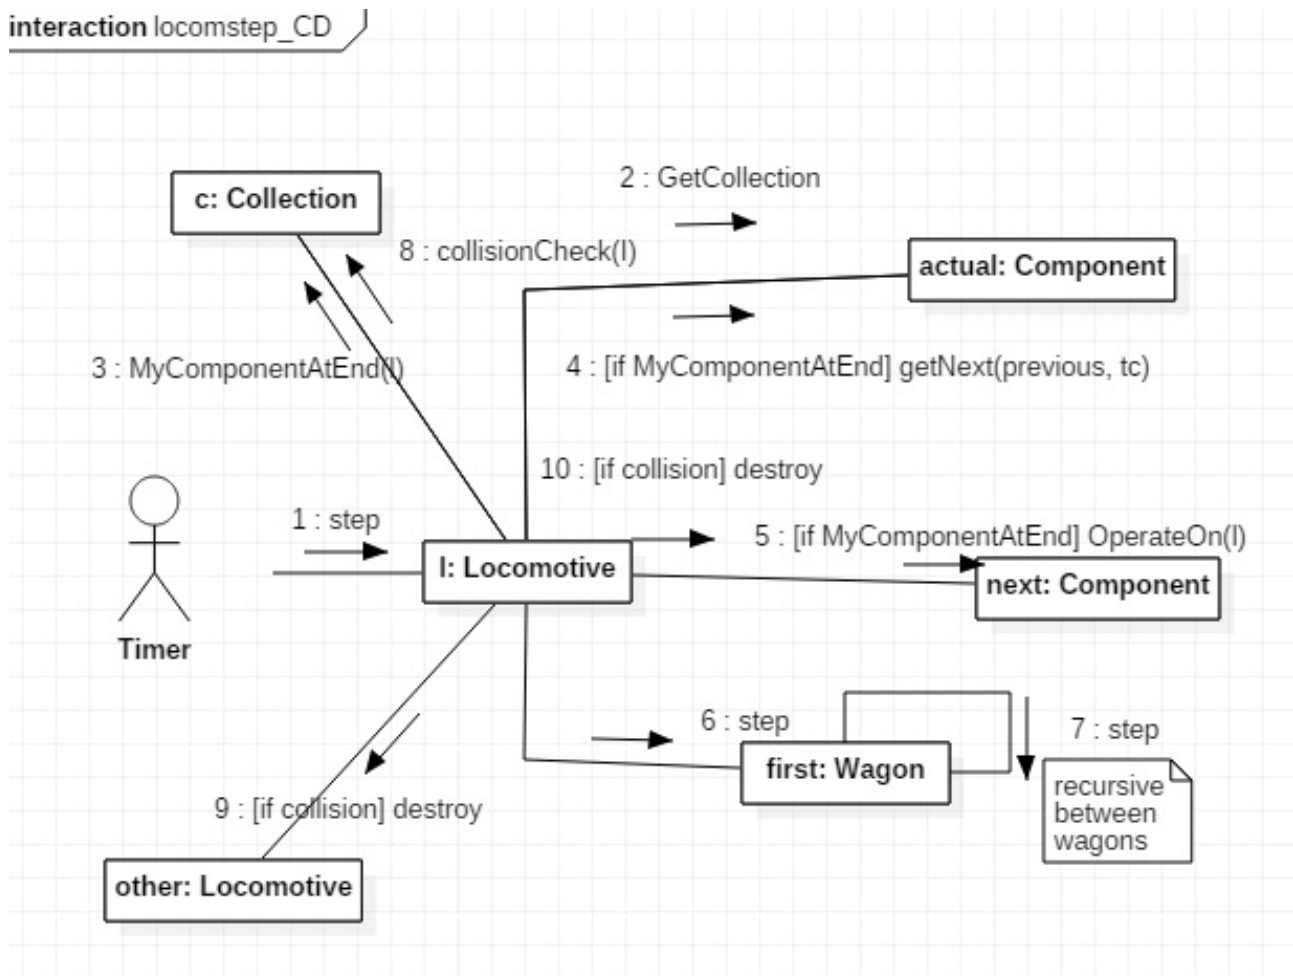 interaction locomstep_CD
2 : GetCollection
c: Collection
8 : collisionCheck(l)
actual: Component
3 : MyComponentAtEnd(l)
4 : [if MyComponentAtEnd] getNext(previous, tc)
10 : [if collision] destroy
1 : step
5 : [if MyComponentAtEnd] OperateOn(l)
l: Locomotive
next: Component
Timer
6 : step
7 : step
first: Wagon
recursive
between
wagons
9 : [if collision] destroy
other: Locomotive